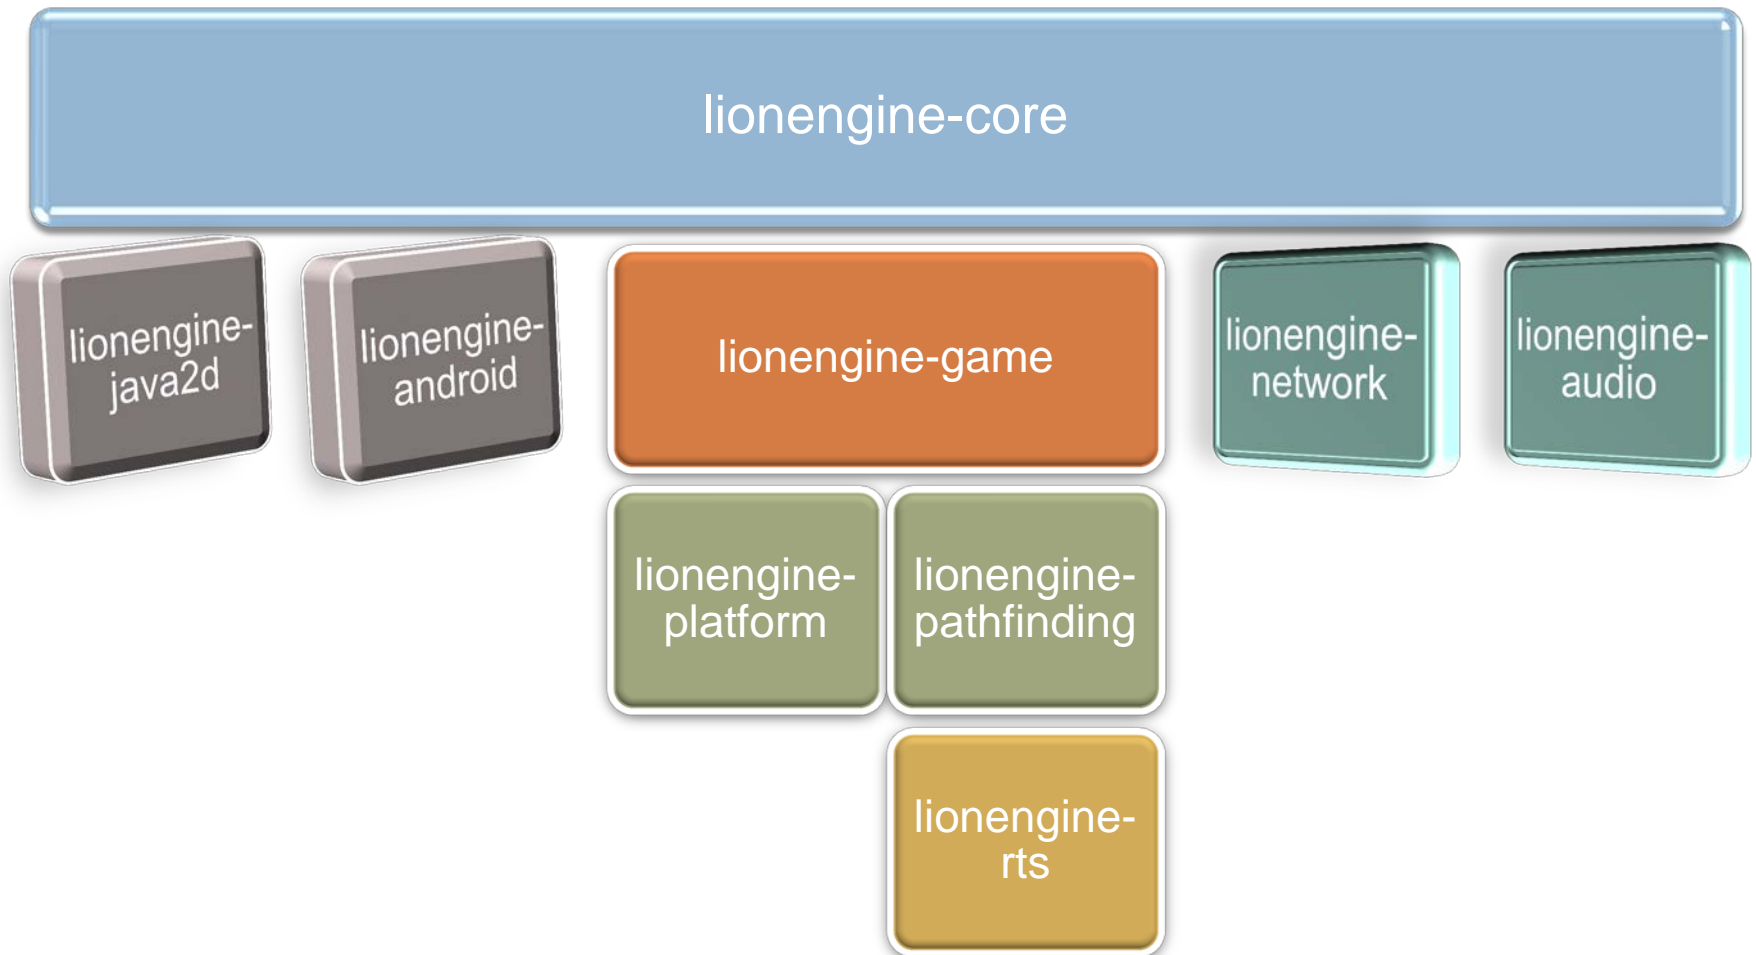 lionengine-core
lionengine-
java2d
lionengine-
android
lionengine-game
lionengine-
network
lionengine-
audio
lionengine-
platform
lionengine-
pathfinding
lionengine-
rts